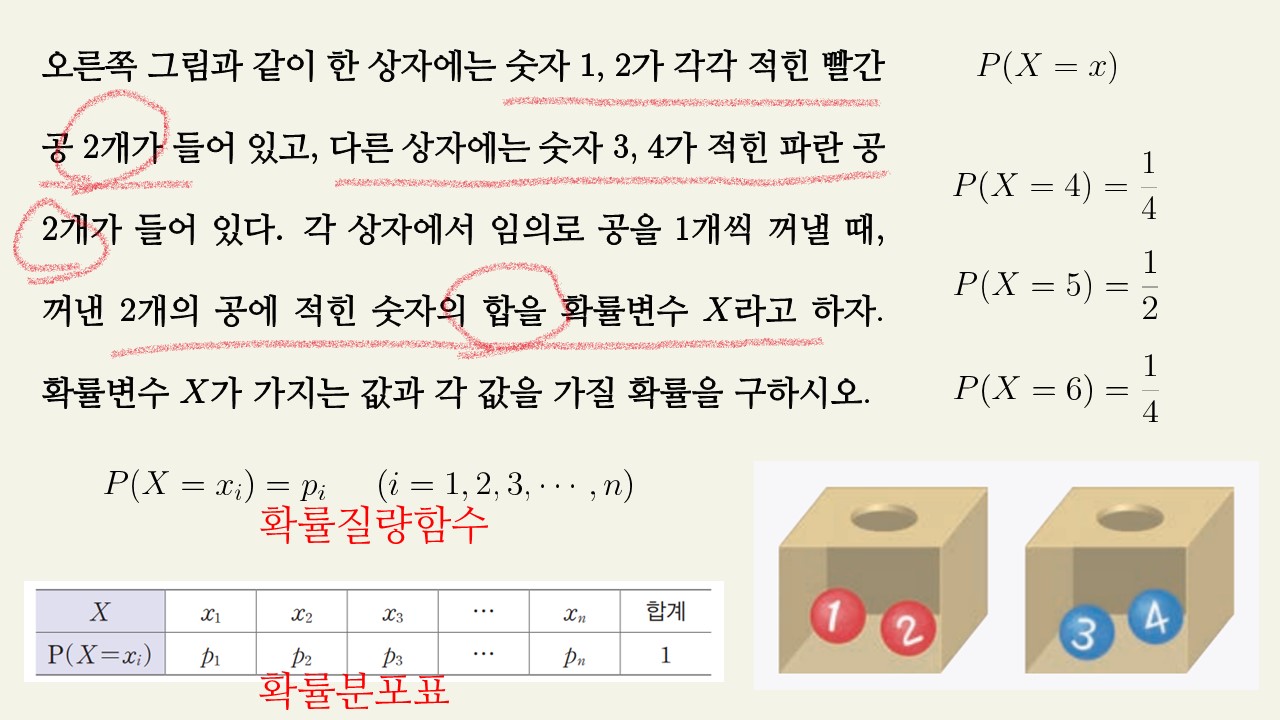 오른쪽 그림과 같이 한 상자에는 숫자 1, 2가 각각 적힌 빨간
공 2개가 들어 있고, 다른 상자에는 숫자 3, 4가 적힌 파란 공
2개가 들어 있다. 각 상자에서 임의로 공을 1개씩 꺼낼 때,
꺼낸 2개의 공에 적힌 숫자의 합을 확률변수 X라고 하자.
확률변수 X가 가지는 값과 각 값을 가질 확률을 구하시오.
P(X = x)
P(X = 4) = 1/4
P(X = 5) = 1/2
P(X = 6) = 1/4
P(X = x_i) = p_i (i = 1, 2, 3, ⋯ , n)
확률질량함수
X x_1 x_2 x_3 ⋯ x_n 합계
P(X=x_i) p_1 p_2 p_3 ⋯ p_n 1
확률분포표
1 2 3 4